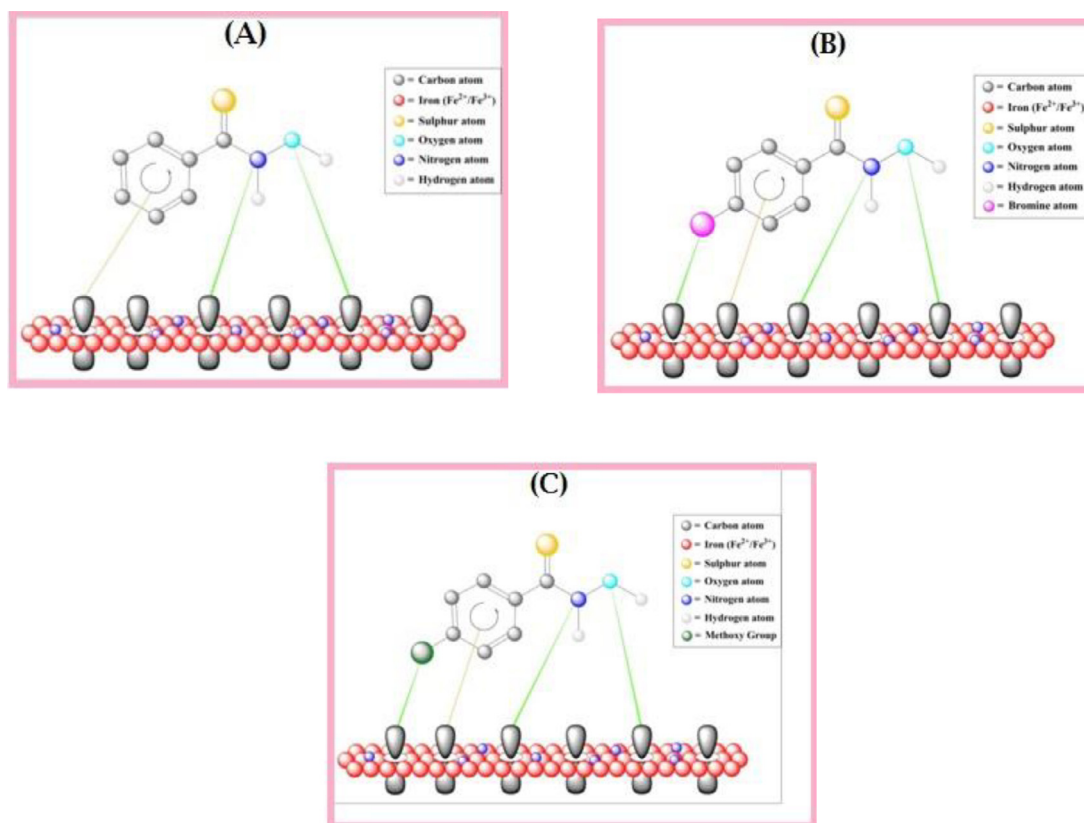 (A)
= Carbon atom
= Iron (Fe²⁺/Fe³⁺)
= Sulphur atom
= Oxygen atom
= Nitrogen atom
= Hydrogen atom
(B)
= Carbon atom
= Iron (Fe²⁺/Fe³⁺)
= Sulphur atom
= Oxygen atom
= Nitrogen atom
= Hydrogen atom
= Bromine atom
(C)
= Carbon atom
= Iron (Fe²⁺/Fe³⁺)
= Sulphur atom
= Oxygen atom
= Nitrogen atom
= Hydrogen atom
= Methoxy Group